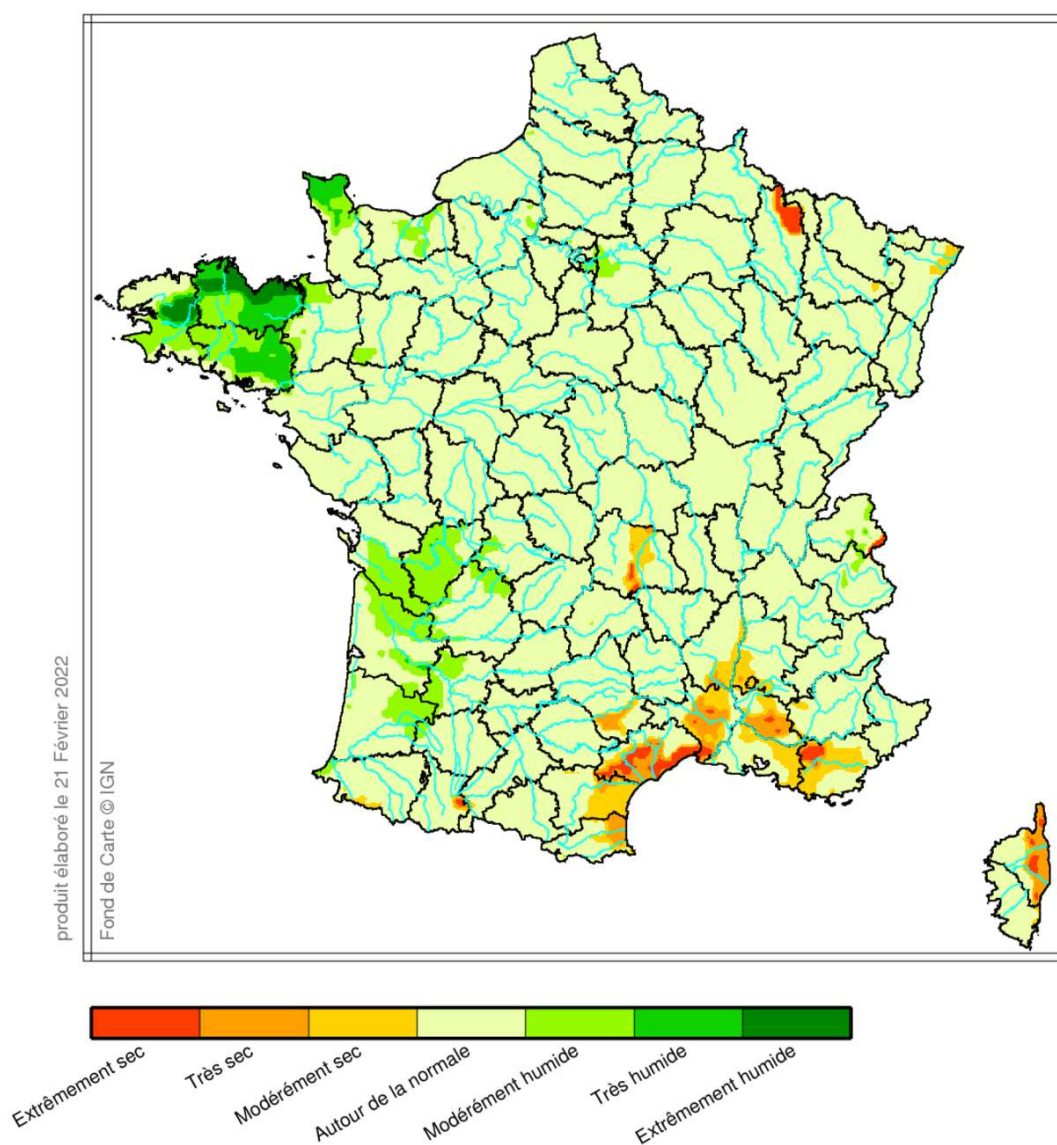 produit élaboré le 21 Février 2022
Fond de Carte © IGN
Extrêmement sec
Très sec
Modérément sec
Autour de la normale
Modérément humide
Très humide
Extrêmement humide